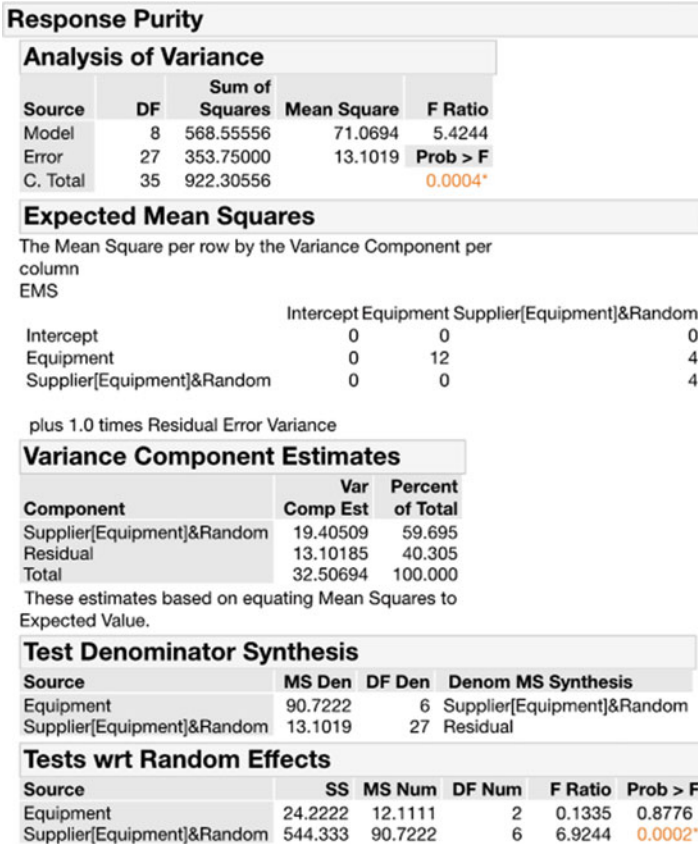 Response Purity
Analysis of Variance
Sum of
Source DF Squares Mean Square F Ratio
Model 8 568.55556 71.0694 5.4244
Error 27 353.75000 13.1019 Prob > F
C. Total 35 922.30556 0.0004*
Expected Mean Squares
The Mean Square per row by the Variance Component per
column
EMS
Intercept Equipment Supplier[Equipment]&Random
Intercept 0 0 0
Equipment 0 12 4
Supplier[Equipment]&Random 0 0 4
plus 1.0 times Residual Error Variance
Variance Component Estimates
Var Percent
Component Comp Est of Total
Supplier[Equipment]&Random 19.40509 59.695
Residual 13.10185 40.305
Total 32.50694 100.000
These estimates based on equating Mean Squares to
Expected Value.
Test Denominator Synthesis
Source MS Den DF Den Denom MS Synthesis
Equipment 90.7222 6 Supplier[Equipment]&Random
Supplier[Equipment]&Random 13.1019 27 Residual
Tests wrt Random Effects
Source SS MS Num DF Num F Ratio Prob > F
Equipment 24.2222 12.1111 2 0.1335 0.8776
Supplier[Equipment]&Random 544.333 90.7222 6 6.9244 0.0002*